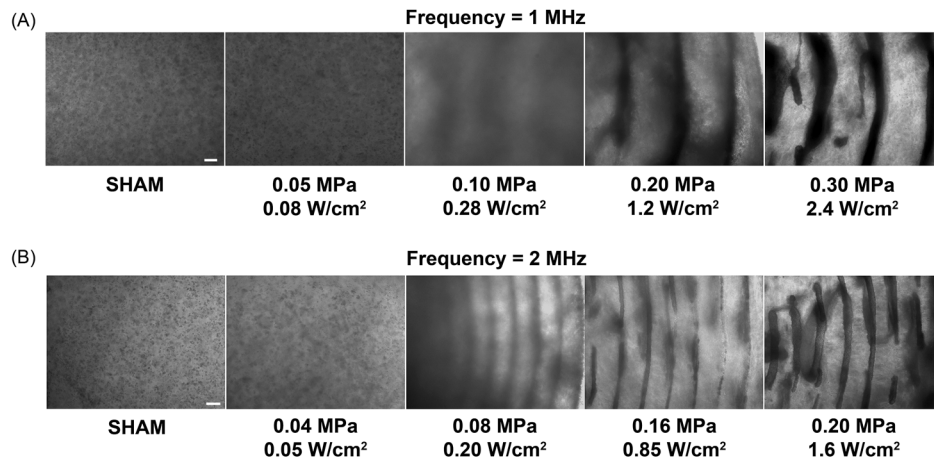 (A)
Frequency = 1 MHz
SHAM
0.05 MPa
0.08 W/cm²
0.10 MPa
0.28 W/cm²
0.20 MPa
1.2 W/cm²
0.30 MPa
2.4 W/cm²
(B)
Frequency = 2 MHz
SHAM
0.04 MPa
0.05 W/cm²
0.08 MPa
0.20 W/cm²
0.16 MPa
0.85 W/cm²
0.20 MPa
1.6 W/cm²